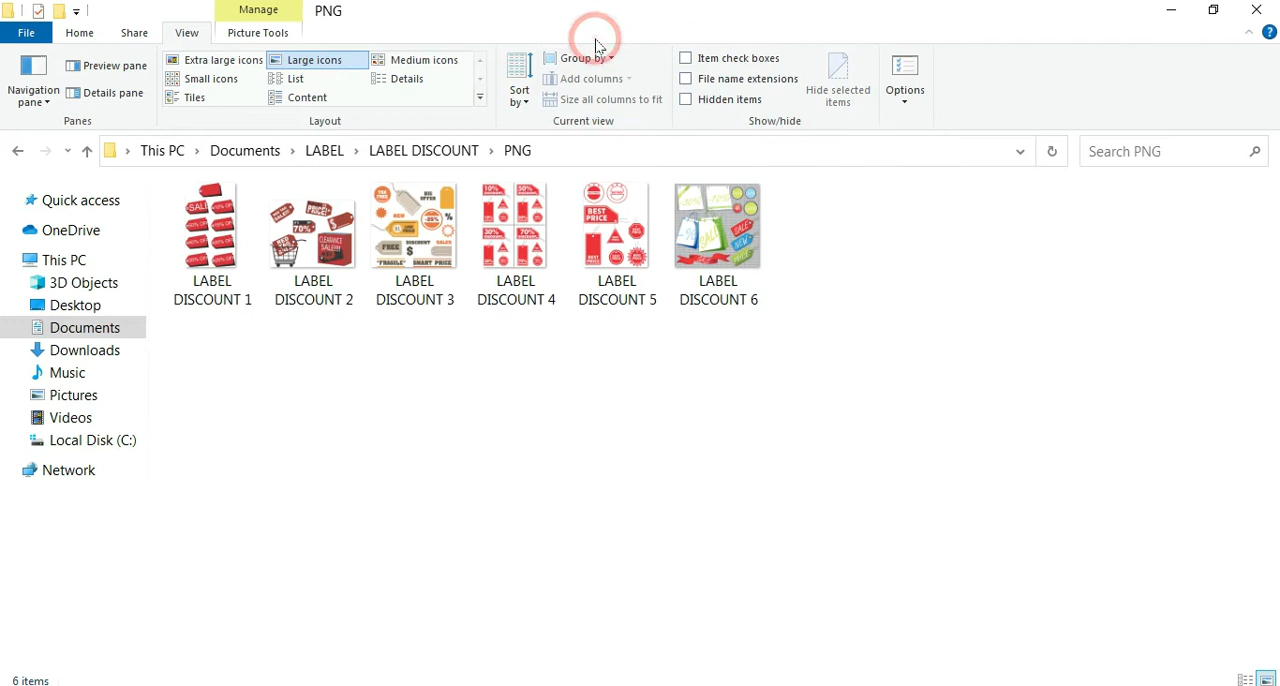 Manage
PNG
File
Home
Share
View
Picture Tools
Navigation pane
Preview pane
Details pane
Panes
Extra large icons
Large icons
Medium icons
Small icons
List
Details
Tiles
Content
Layout
Sort by
Group by
Add columns
Size all columns to fit
Current view
Item check boxes
File name extensions
Hidden items
Hide selected items
Show/hide
Options
This PC
Documents
LABEL
LABEL DISCOUNT
PNG
Search PNG
Quick access
OneDrive
This PC
3D Objects
Desktop
Documents
Downloads
Music
Pictures
Videos
Local Disk (C:)
Network
LABEL
DISCOUNT 1
LABEL
DISCOUNT 2
LABEL
DISCOUNT 3
LABEL
DISCOUNT 4
LABEL
DISCOUNT 5
LABEL
DISCOUNT 6
6 items